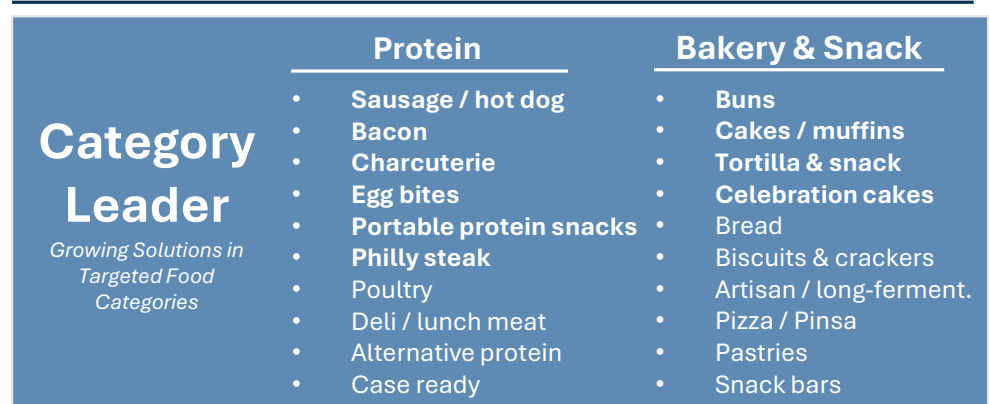 Category
Leader
Growing Solutions in
Targeted Food
Categories
Protein
• Sausage / hot dog
• Bacon
• Charcuterie
• Egg bites
• Portable protein snacks
• Philly steak
• Poultry
• Deli / lunch meat
• Alternative protein
• Case ready
Bakery & Snack
• Buns
• Cakes / muffins
• Tortilla & snack
• Celebration cakes
• Bread
• Biscuits & crackers
• Artisan / long-ferment.
• Pizza / Pinsa
• Pastries
• Snack bars